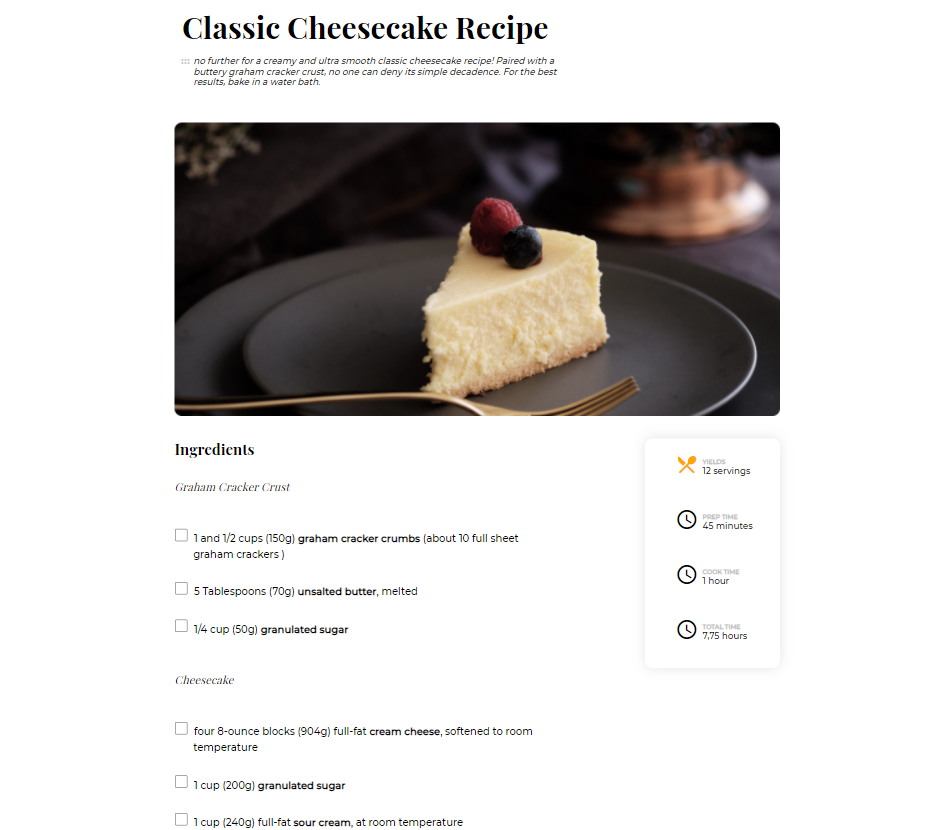 Classic Cheesecake Recipe
no further for a creamy and ultra smooth classic cheesecake recipe! Paired with a
buttery graham cracker crust, no one can deny its simple decadence. For the best
results, bake in a water bath.
Ingredients
Graham Cracker Crust
1 and 1/2 cups (150g) graham cracker crumbs (about 10 full sheet
graham crackers )
5 Tablespoons (70g) unsalted butter, melted
1/4 cup (50g) granulated sugar
Cheesecake
four 8-ounce blocks (904g) full-fat cream cheese, softened to room
temperature
1 cup (200g) granulated sugar
1 cup (240g) full-fat sour cream, at room temperature
YIELDS
12 servings
PREP TIME
45 minutes
COOK TIME
1 hour
TOTAL TIME
7,75 hours